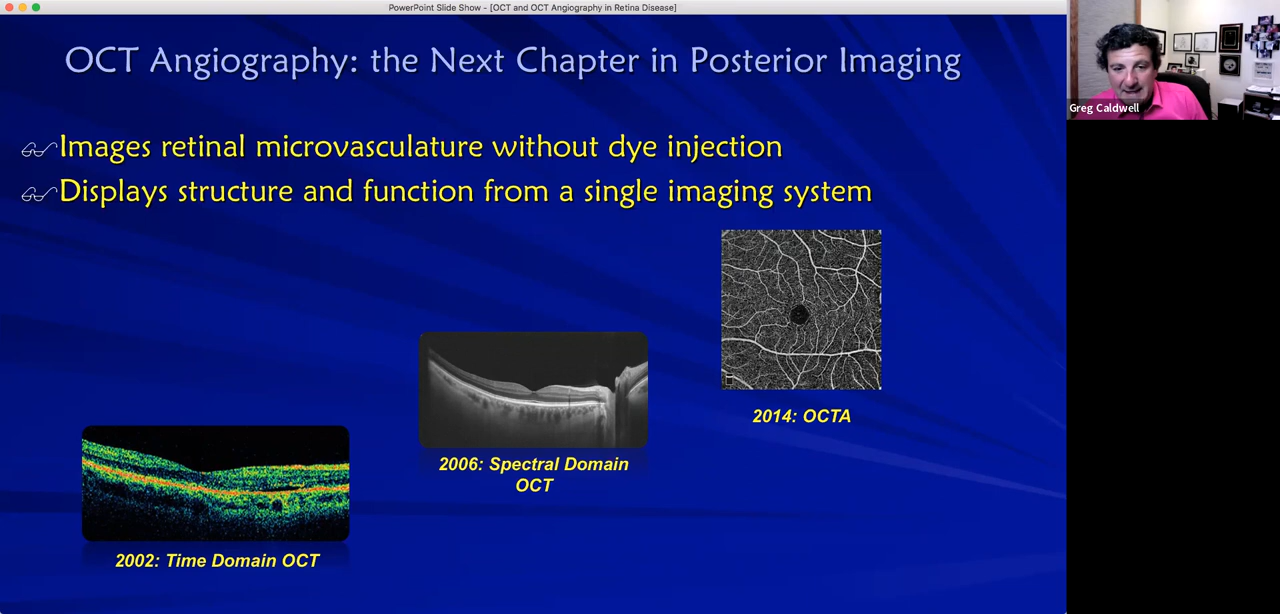 PowerPoint Slide Show - [OCT and OCT Angiography in Retina Disease]
OCT Angiography: the Next Chapter in Posterior Imaging
Images retinal microvasculature without dye injection
Displays structure and function from a single imaging system
2014: OCTA
2006: Spectral Domain
OCT
2002: Time Domain OCT
Greg Caldwell